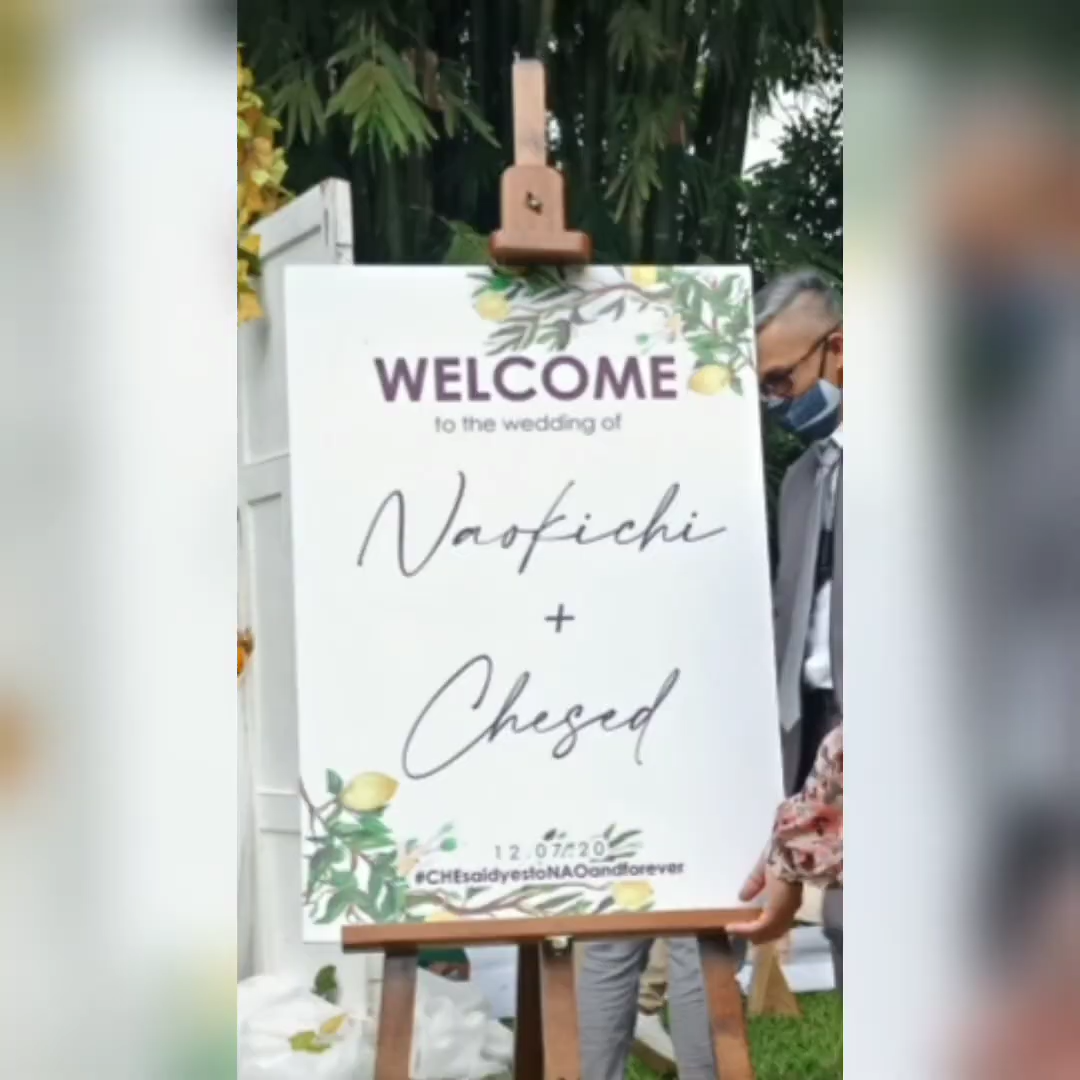 WELCOME
to the wedding of
Naokichi
+
Chesed
12.07.20
#CHEsaidyestoNAOandforever